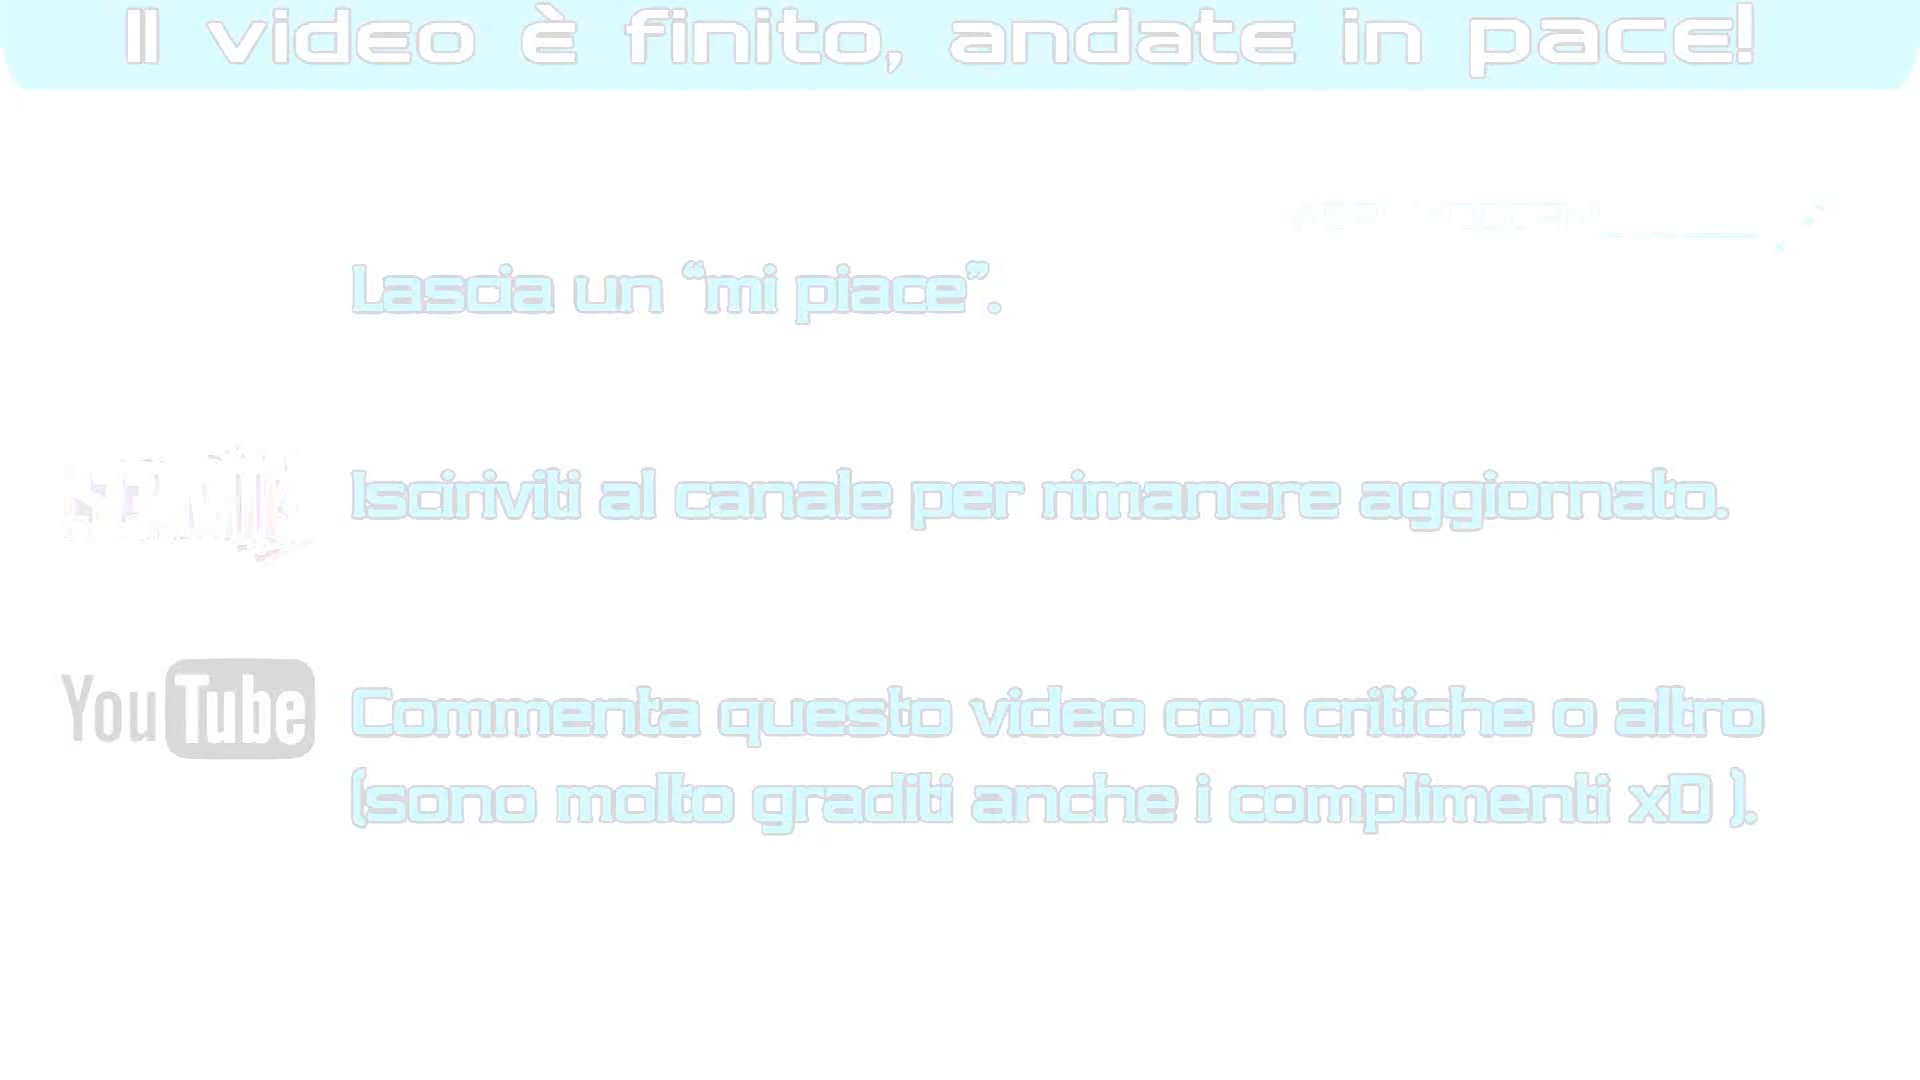 Il video è finito, andate in pace!
Lascia un “mi piace”.
Isciriviti al canale per rimanere aggiornato.
YouTube
Commenta questo video con critiche o altro
(sono molto graditi anche i complimenti xD ).